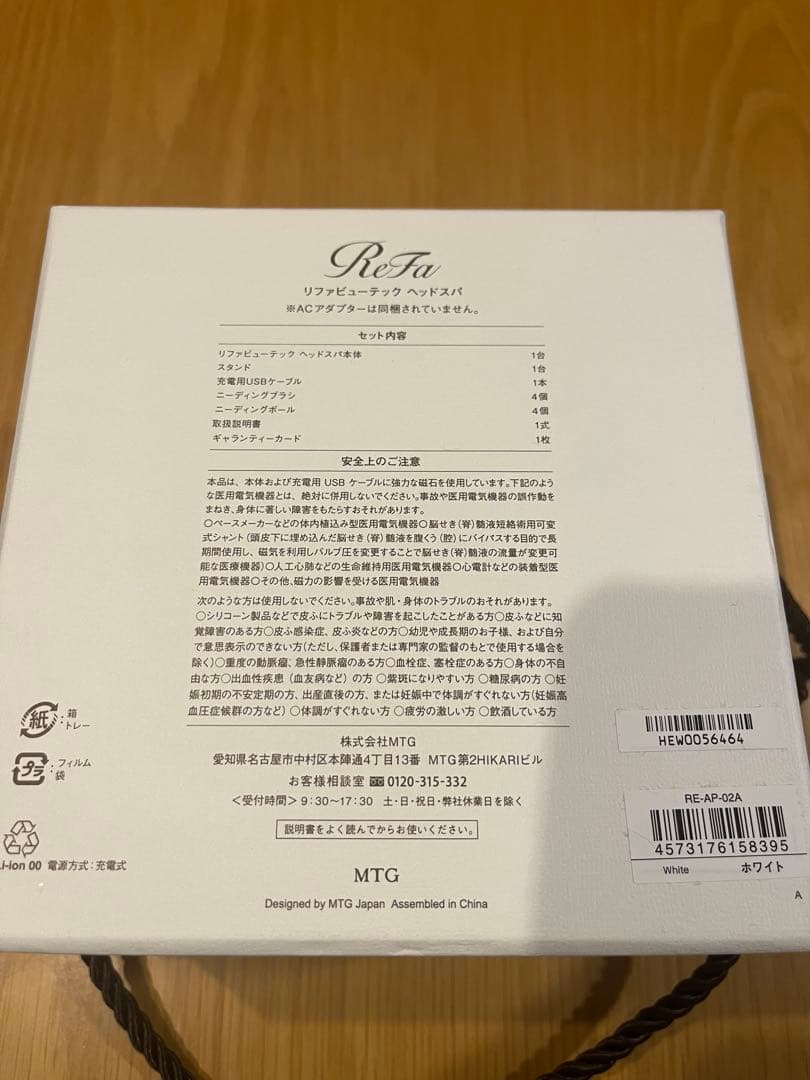 ReFa
リファビューテック ヘッドスパ
※ACアダプターは同梱されていません。
セット内容
リファビューテック ヘッドスパ本体 1台
スタンド 1台
充電用USBケーブル 1本
ニーディングブラシ 4個
ニーディングボール 4個
取扱説明書 1式
ギャランティーカード 1枚
安全上のご注意
本品は、本体および充電用 USB ケーブルに強力な磁石を使用しています。下記のよう
な医用電気機器とは、絶対に併用しないでください。事故や医用電気機器の誤作動を
まねき、身体に著しい障害をもたらすおそれがあります。
○ペースメーカーなどの体内植込み型医用電気機器○脳せき(脊)髄液短絡術用可変
式シャント(頭皮下に埋め込んだ脳せき(脊)髄液を腹くう(腔)にバイパスする目的で長
期間使用し、磁気を利用しバルブ圧を変更することで脳せき(脊)髄液の流量が変更可
能な医療機器)○人工心肺などの生命維持用医用電気機器○心電計などの装着型医
用電気機器○その他、磁力の影響を受ける医用電気機器
次のような方は使用しないでください。事故や肌・身体のトラブルのおそれがあります。
○シリコーン製品などで皮ふにトラブルや障害を起こしたことがある方○皮ふなどに知
覚障害のある方○皮ふ感染症、皮ふ炎などの方○幼児や成長期のお子様、および自分
で意思表示のできない方(ただし、保護者または専門家の監督のもとで使用する場合を
除く)○重度の動脈瘤、急性静脈瘤のある方○血栓症、塞栓症のある方○身体の不自
由な方○出血性疾患(血友病など)の方○紫斑になりやすい方○糖尿病の方○妊
娠初期の不安定期の方、出産直後の方、または妊娠中で体調がすぐれない方(妊娠高
血圧症候群の方など)○体調がすぐれない方○疲労の激しい方○飲酒している方
株式会社MTG
愛知県名古屋市中村区本陣通4丁目13番 MTG第2HIKARIビル
お客様相談室 0120-315-332
＜受付時間＞9:30～17:30 土・日・祝日・弊社休業日を除く
説明書をよく読んでからお使いください。
MTG
Designed by MTG Japan Assembled in China
紙:箱
トレー
プラ:フィルム
袋
Li-ion 00 電源方式:充電式
HEW0056464
RE-AP-02A
4573176158395
White ホワイト
A